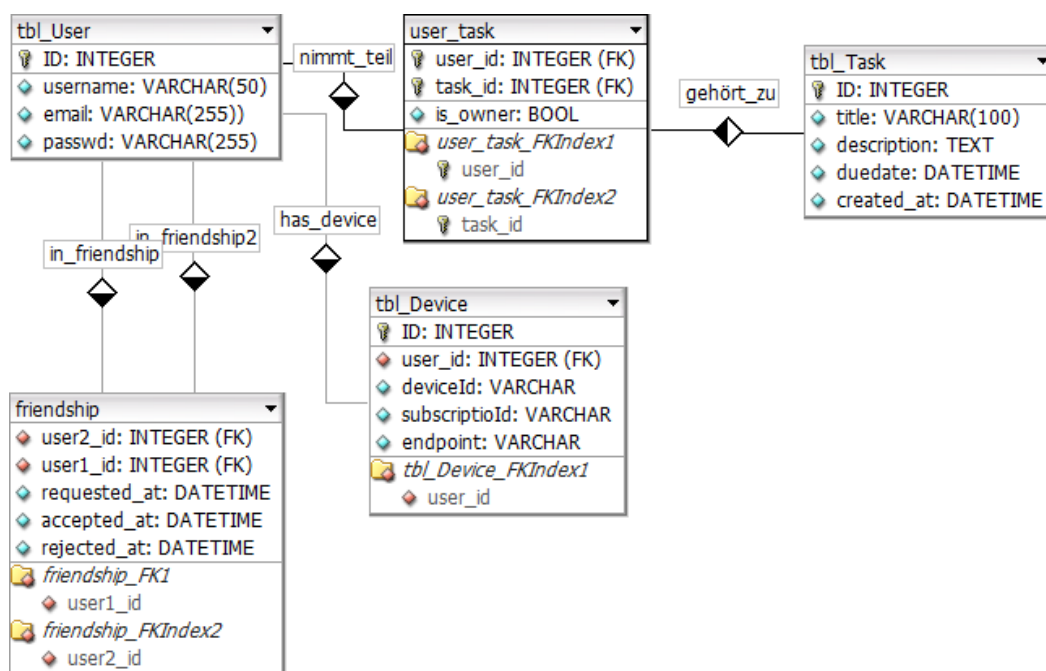 tbl_User
ID: INTEGER
username: VARCHAR(50)
email: VARCHAR(255))
passwd: VARCHAR(255)
nimmt_teil
user_task
user_id: INTEGER (FK)
task_id: INTEGER (FK)
is_owner: BOOL
user_task_FKIndex1
user_id
user_task_FKIndex2
task_id
gehört_zu
tbl_Task
ID: INTEGER
title: VARCHAR(100)
description: TEXT
duedate: DATETIME
created_at: DATETIME
in_friendship
in_friendship2
has_device
tbl_Device
ID: INTEGER
user_id: INTEGER (FK)
deviceId: VARCHAR
subscriptioId: VARCHAR
endpoint: VARCHAR
tbl_Device_FKIndex1
user_id
friendship
user2_id: INTEGER (FK)
user1_id: INTEGER (FK)
requested_at: DATETIME
accepted_at: DATETIME
rejected_at: DATETIME
friendship_FK1
user1_id
friendship_FKIndex2
user2_id